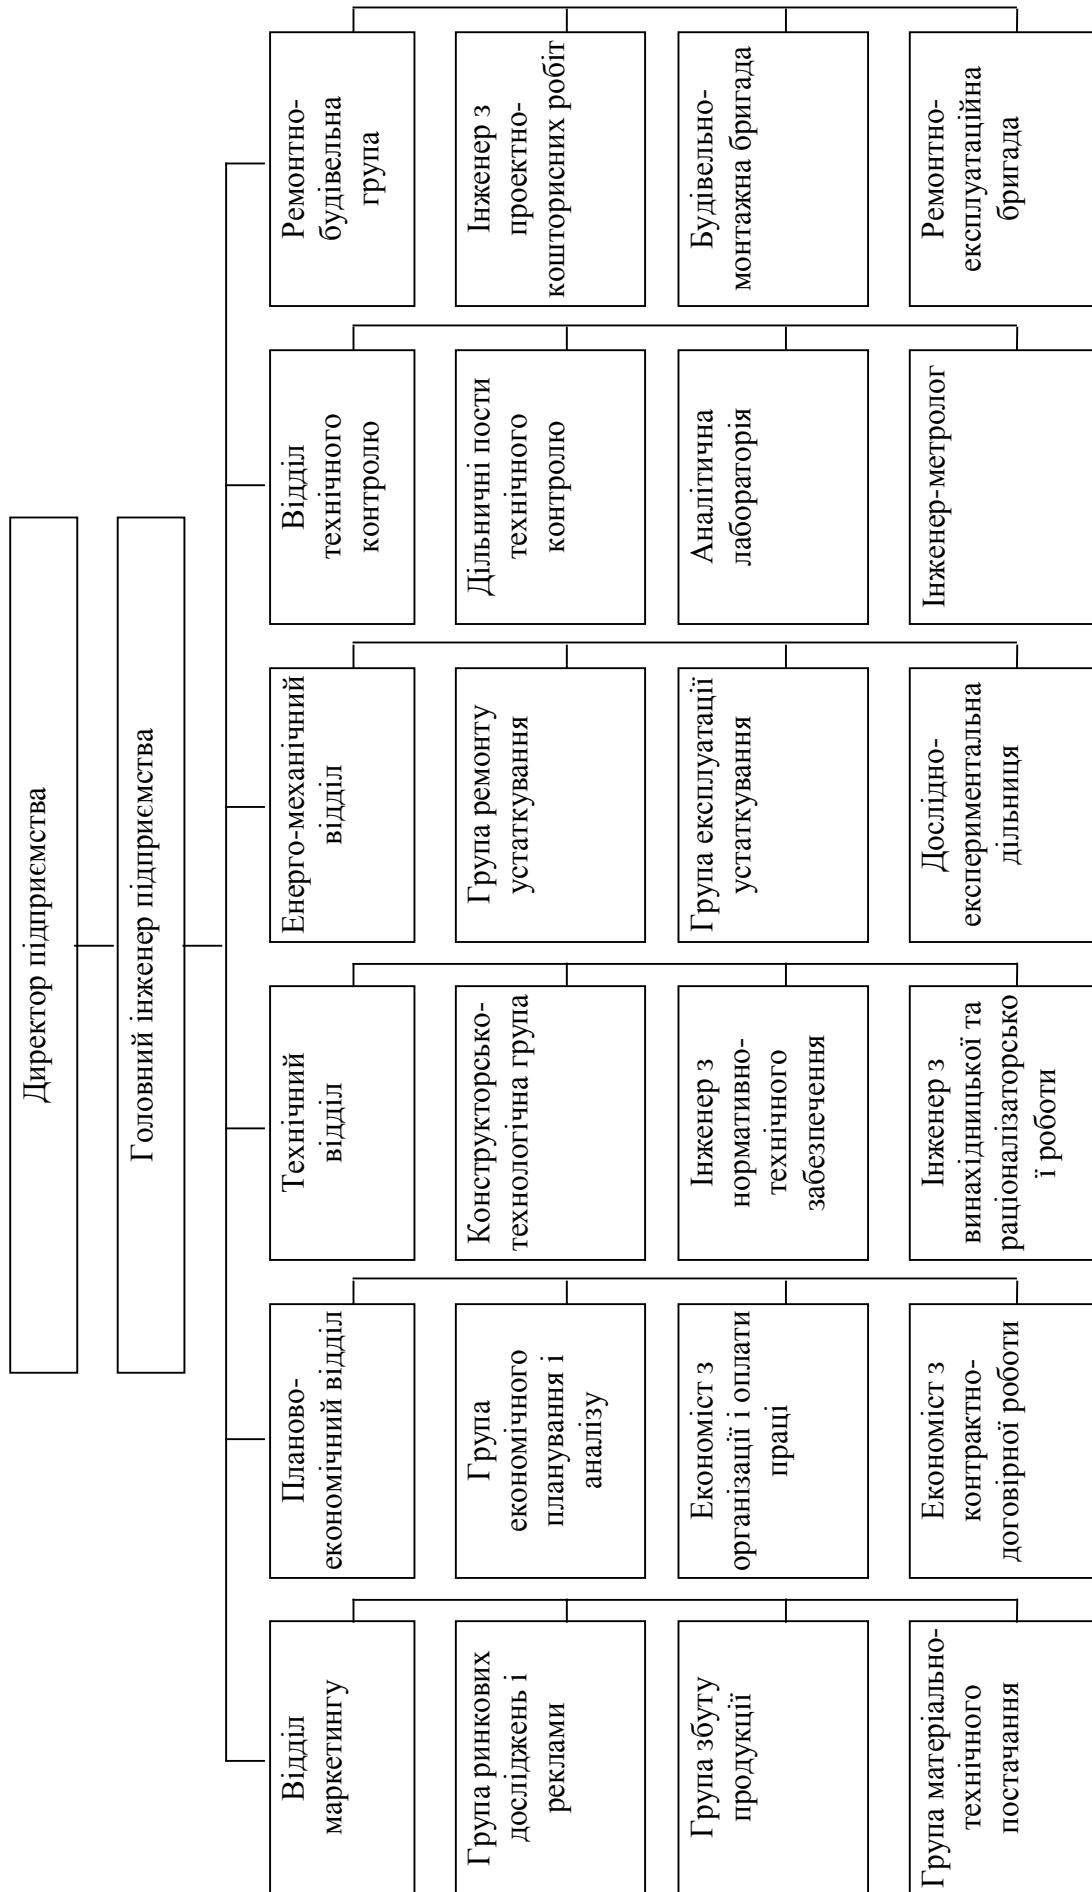 Директор підприємства
Головний інженер підприємства
Відділ
маркетингу
Група ринкових
досліджень і
реклами
Група збуту
продукції
Група матеріально-
технічного
постачання
Планово-
економічний відділ
Група
економічного
планування і
аналізу
Економіст з
організації і оплати
праці
Економіст з
контрактно-
договірної роботи
Технічний
відділ
Конструкторсько-
технологічна група
Інженер з
нормативно-
технічного
забезпечення
Інженер з
винахідницької та
раціоналізаторсько
ї роботи
Енерго-механічний
відділ
Група ремонту
устаткування
Група експлуатації
устаткування
Дослідно-
експериментальна
дільниця
Відділ
технічного
контролю
Дільничні пости
технічного
контролю
Аналітична
лабораторія
Інженер-метролог
Ремонтно-
будівельна
група
Інженер з
проектно-
кошторисних робіт
Будівельно-
монтажна бригада
Ремонтно-
експлуатаційна
бригада